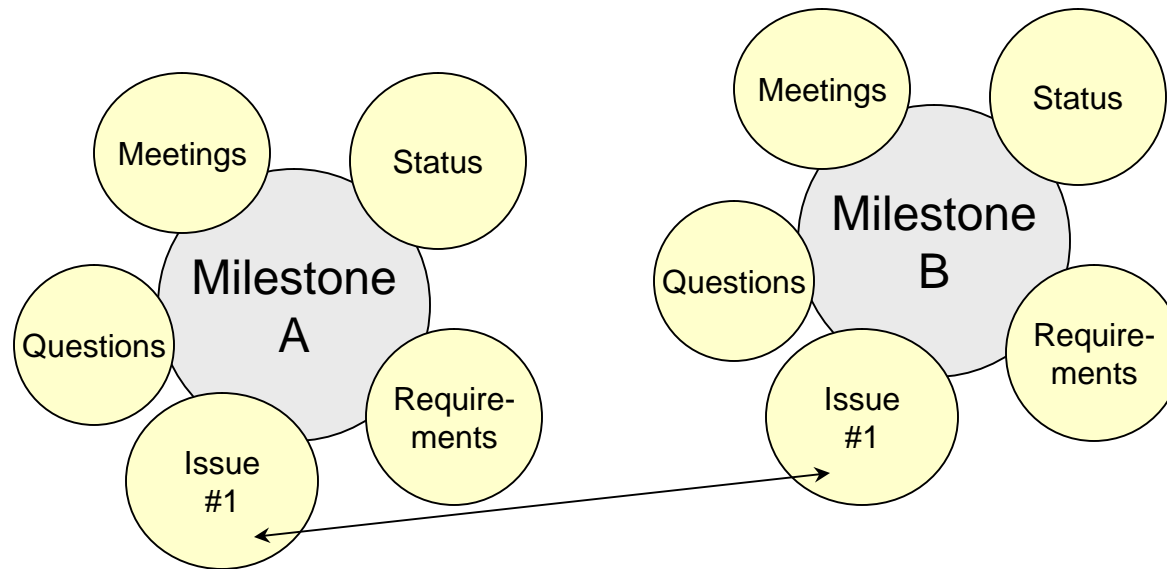 Meetings
Status
Milestone
A
Questions
Require-
ments
Issue
#1
Meetings
Status
Milestone
B
Questions
Require-
ments
Issue
#1